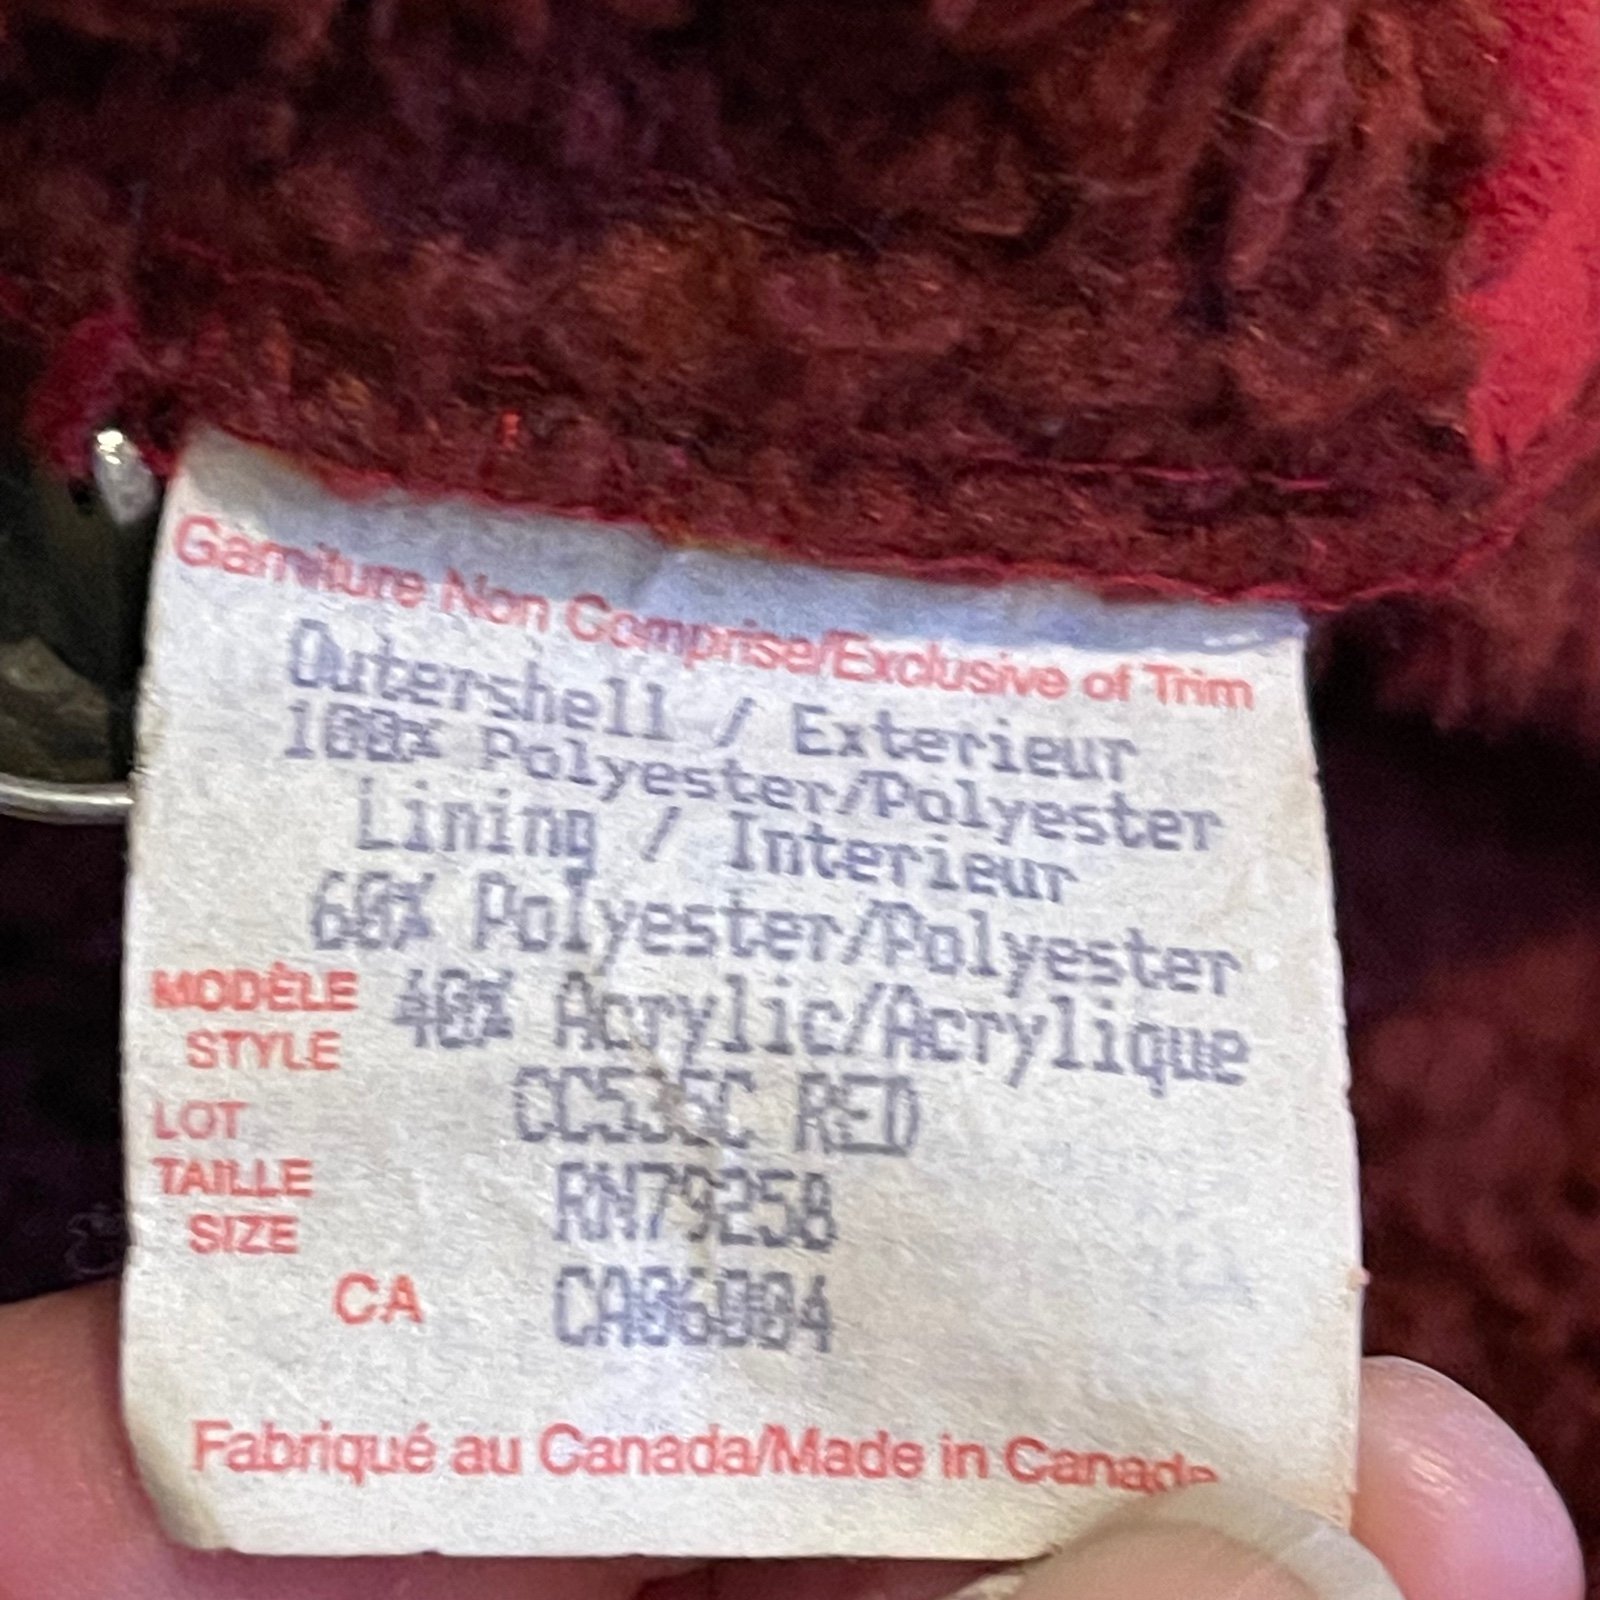 Garniture Non Comprise/Exclusive of Trim
Outershell / Exterieur
100% Polyester/Polyester
Lining / Interieur
60% Polyester/Polyester
40% Acrylic/Acrylique
MODÈLE
STYLE
RED
LOT
TAILLE
RN79258
SIZE
CA CA06004
Fabriqué au Canada/Made in Canada